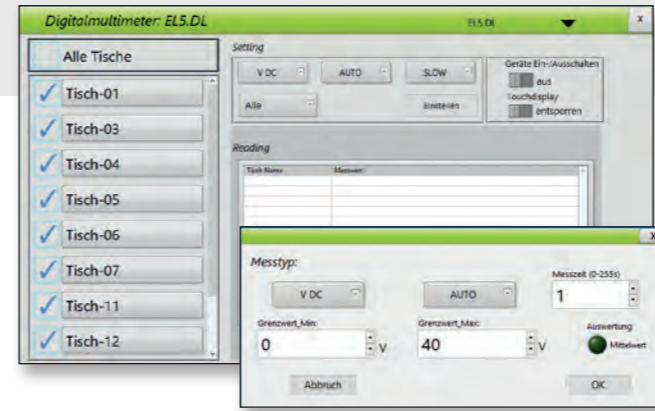 Digitalmultimeter: EL5.DL
EL5.DL
x
Alle Tische
Tisch-01
Tisch-03
Tisch-04
Tisch-05
Tisch-06
Tisch-07
Tisch-11
Tisch-12
Setting
V DC
AUTO
SLOW
Alle
Einstellen
Geräte Ein-/Ausschalten
aus
Touchdisplay
entsperren
Reading
Tisch Name
Messwert
x
Messtyp:
V DC
AUTO
Messzeit (0-255s)
1
Grenzwert_Min:
0
V
Grenzwert_Max:
40
V
Auswertung
Mittelwert
Abbruch
OK